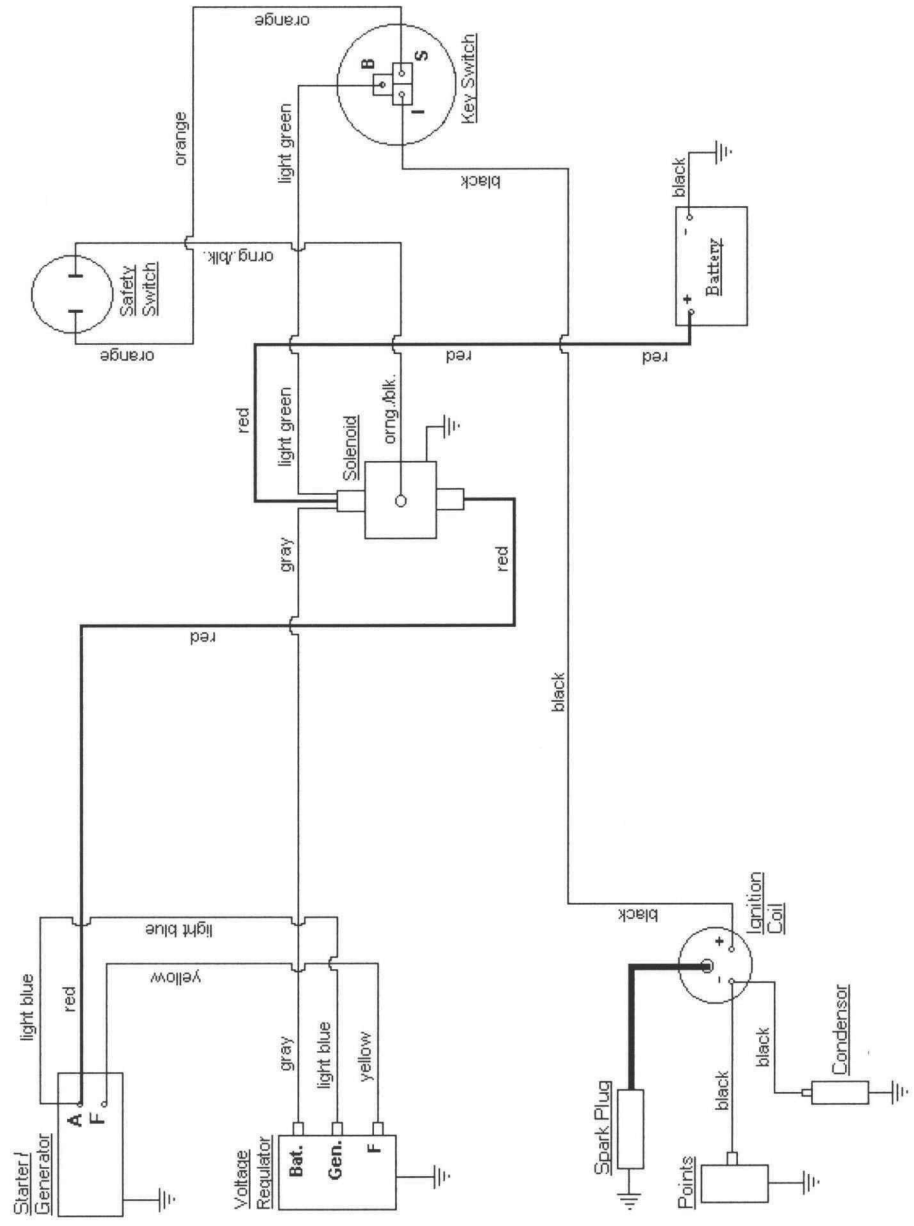 Starter /
Generator
A
F
light blue
red
light blue
yellow
Voltage
Regulator
Bat.
Gen.
F
gray
light blue
yellow
Spark Plug
Points
black
black
Condensor
Ignition
Coil
-
+
black
black
red
gray
red
red
light green
Solenoid
orng./blk.
Safety
Switch
orange
orng./blk.
orange
orange
light green
B
S
I
Key Switch
black
red
red
+
-
Battery
black